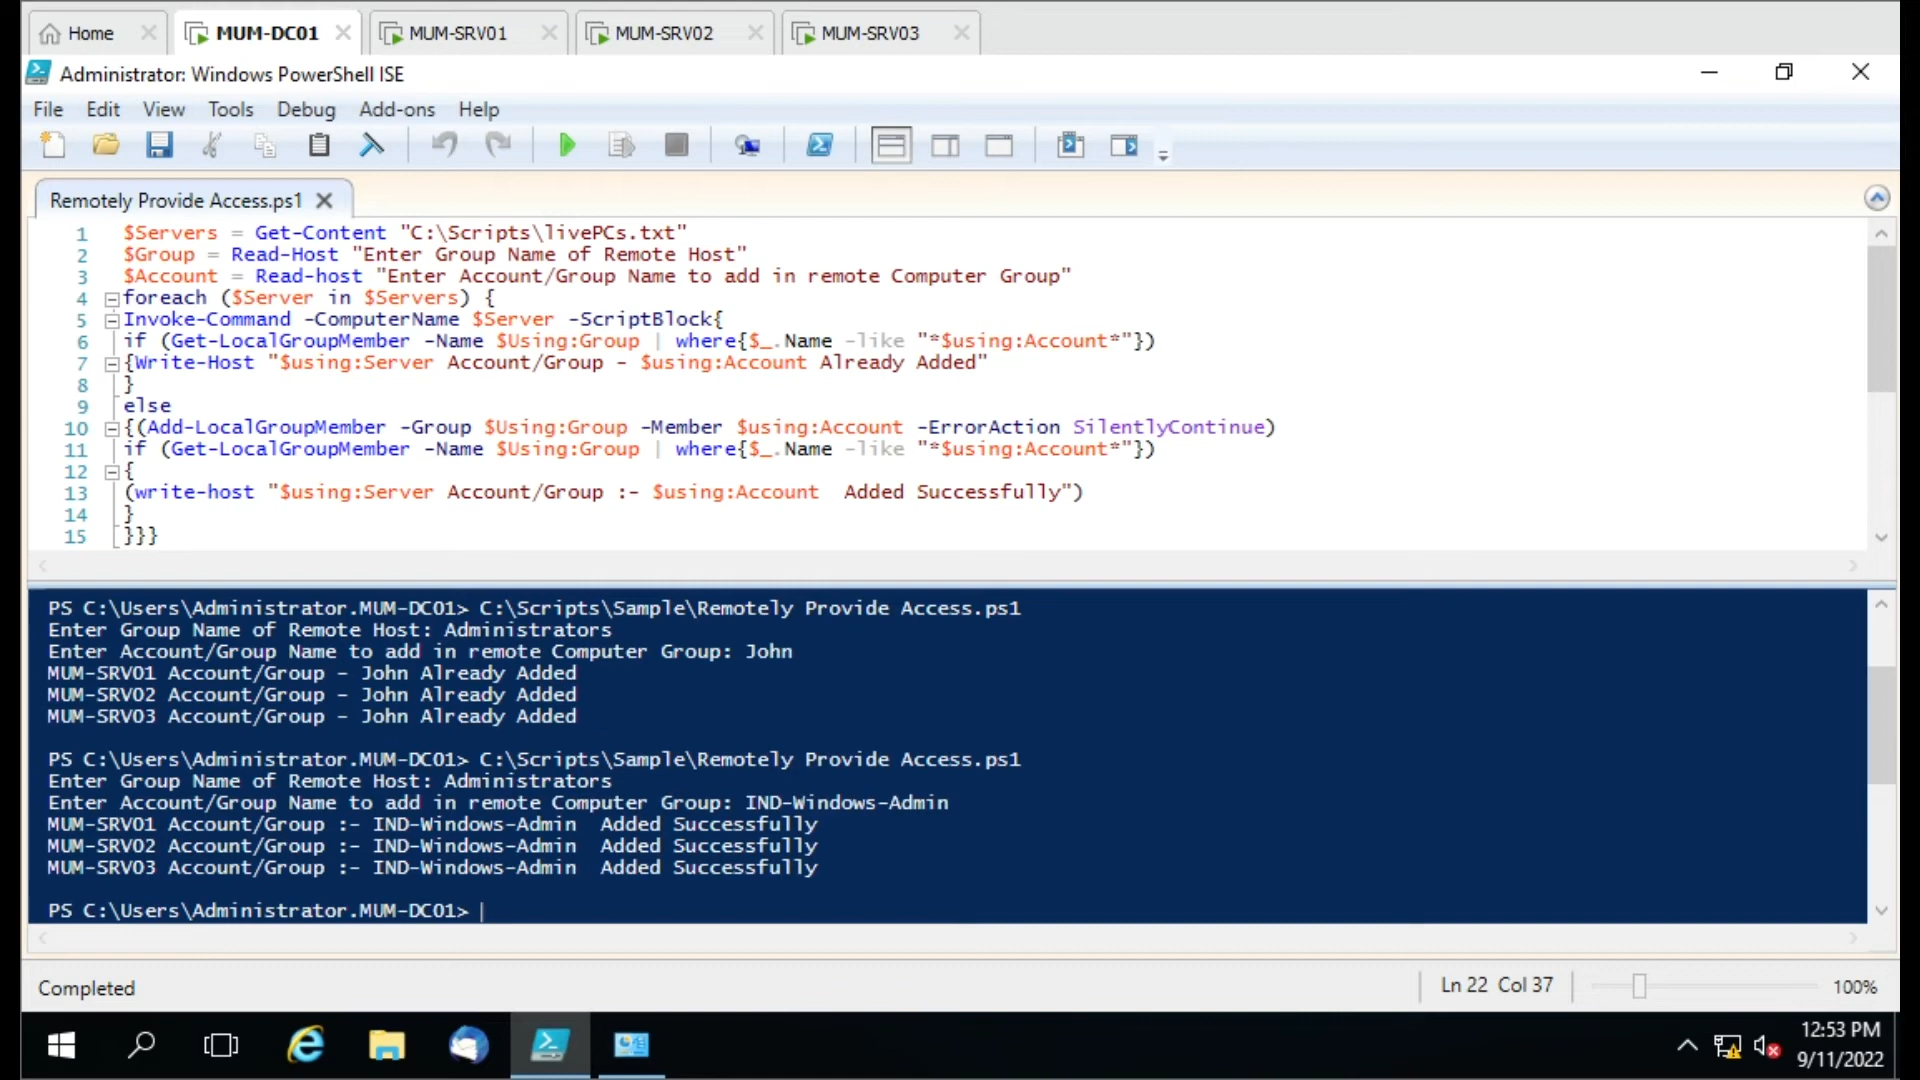 Home
MUM-DC01
MUM-SRV01
MUM-SRV02
MUM-SRV03
Administrator: Windows PowerShell ISE
File Edit View Tools Debug Add-ons Help
Remotely Provide Access.ps1
1 $Servers = Get-Content "C:\Scripts\livePCs.txt"
2 $Group = Read-Host "Enter Group Name of Remote Host"
3 $Account = Read-host "Enter Account/Group Name to add in remote Computer Group"
4 foreach ($Server in $Servers) {
5 Invoke-Command -ComputerName $Server -ScriptBlock{
6 if (Get-LocalGroupMember -Name $Using:Group | where{$_.Name -like "*$using:Account*"})
7 {Write-Host "$using:Server Account/Group - $using:Account Already Added"
8 }
9 else
10 {(Add-LocalGroupMember -Group $Using:Group -Member $using:Account -ErrorAction SilentlyContinue)
11 if (Get-LocalGroupMember -Name $Using:Group | where{$_.Name -like "*$using:Account*"})
12 {
13 (write-host "$using:Server Account/Group :- $using:Account  Added Successfully")
14 }
15 }}}
PS C:\Users\Administrator.MUM-DC01> C:\Scripts\Sample\Remotely Provide Access.ps1
Enter Group Name of Remote Host: Administrators
Enter Account/Group Name to add in remote Computer Group: John
MUM-SRV01 Account/Group - John Already Added
MUM-SRV02 Account/Group - John Already Added
MUM-SRV03 Account/Group - John Already Added
PS C:\Users\Administrator.MUM-DC01> C:\Scripts\Sample\Remotely Provide Access.ps1
Enter Group Name of Remote Host: Administrators
Enter Account/Group Name to add in remote Computer Group: IND-Windows-Admin
MUM-SRV01 Account/Group :- IND-Windows-Admin  Added Successfully
MUM-SRV02 Account/Group :- IND-Windows-Admin  Added Successfully
MUM-SRV03 Account/Group :- IND-Windows-Admin  Added Successfully
PS C:\Users\Administrator.MUM-DC01>
Completed
Ln 22 Col 37
100%
12:53 PM
9/11/2022